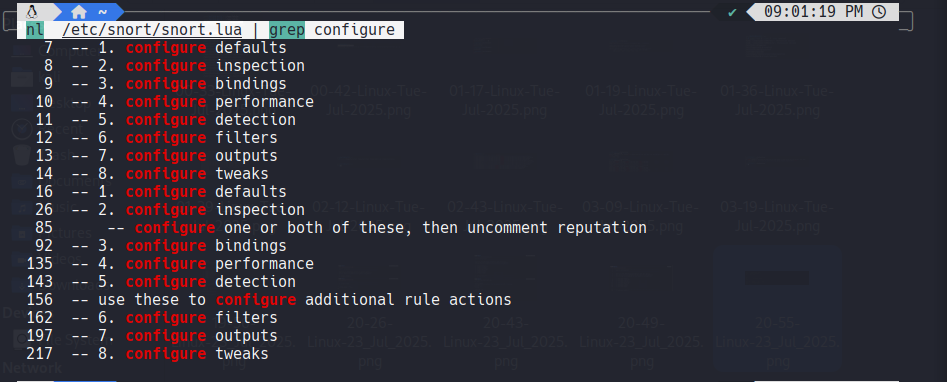 ~ ✔ 09:01:19 PM
nl /etc/snort/snort.lua | grep configure
7 -- 1. configure defaults
8 -- 2. configure inspection
9 -- 3. configure bindings
10 -- 4. configure performance
11 -- 5. configure detection
12 -- 6. configure filters
13 -- 7. configure outputs
14 -- 8. configure tweaks
16 -- 1. configure defaults
26 -- 2. configure inspection
85 -- configure one or both of these, then uncomment reputation
92 -- 3. configure bindings
135 -- 4. configure performance
143 -- 5. configure detection
156 -- use these to configure additional rule actions
162 -- 6. configure filters
197 -- 7. configure outputs
217 -- 8. configure tweaks